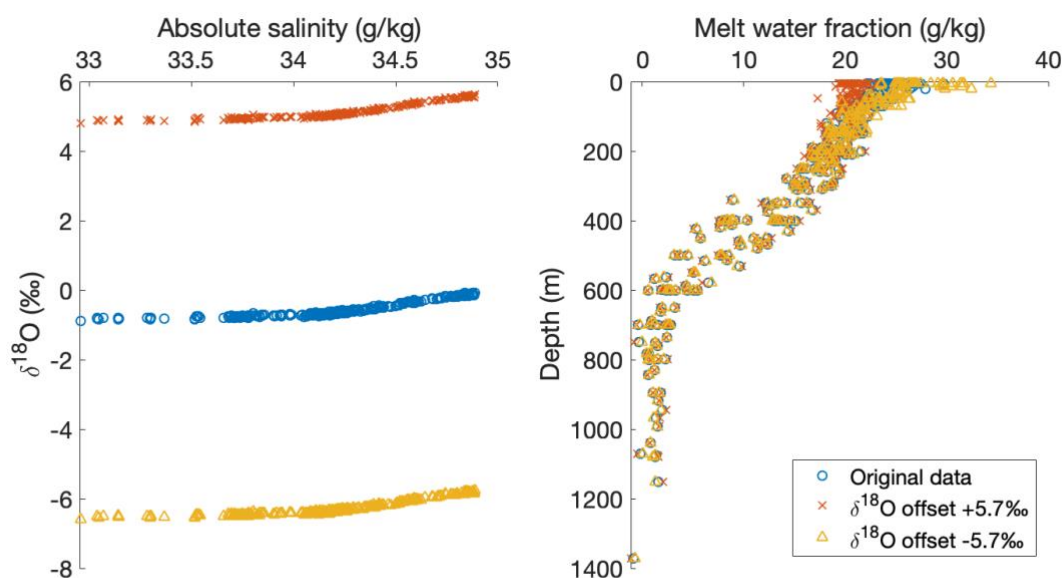 Absolute salinity (g/kg)
33 33.5 34 34.5 35
6
4
2
0
-2
-4
-6
-8
δ18O (‰)
Melt water fraction (g/kg)
0 10 20 30 40
0
200
400
600
800
1000
1200
1400
Depth (m)
Original data
δ18O offset +5.7‰
δ18O offset -5.7‰